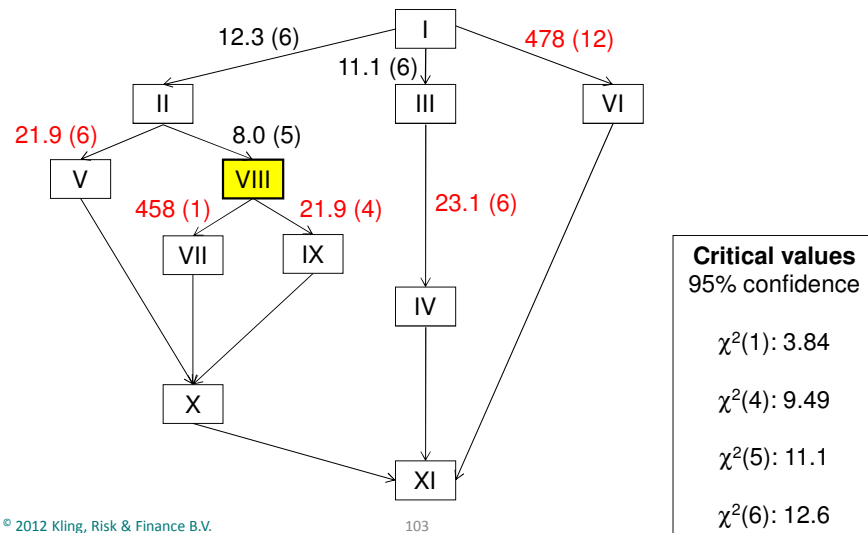 I
12.3 (6)
11.1 (6)
478 (12)
II
III
VI
21.9 (6)
8.0 (5)
V
VIII
458 (1)
21.9 (4)
23.1 (6)
VII
IX
IV
X
XI
Critical values
95% confidence
χ²(1): 3.84
χ²(4): 9.49
χ²(5): 11.1
χ²(6): 12.6
© 2012 Kling, Risk & Finance B.V.
103